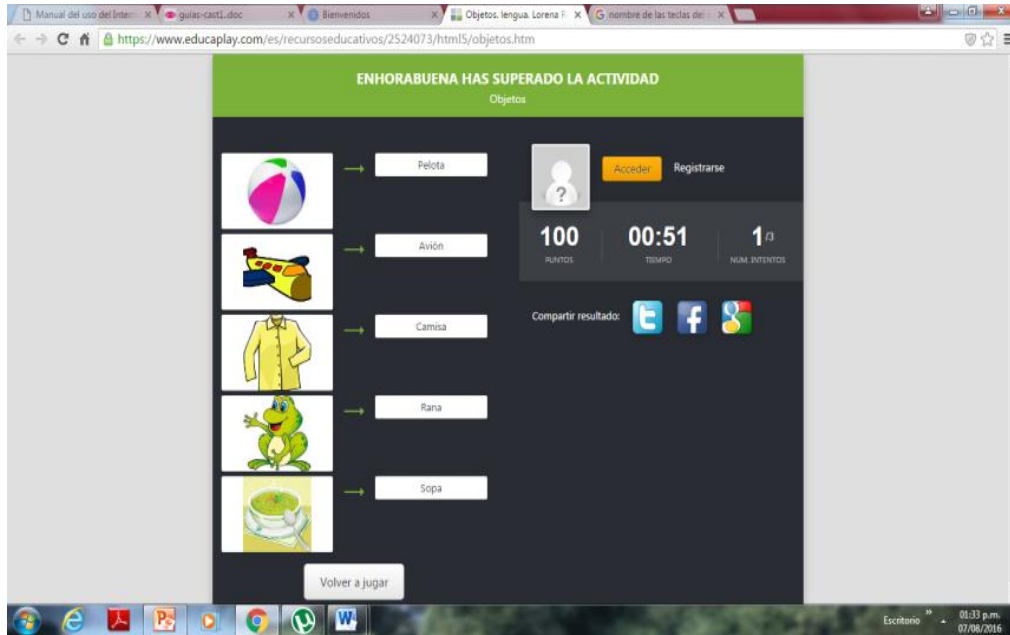 Manual del uso del Intern
guias-cast1..doc
Bienvenidos
Objetos. lengua. Lorena F
nombre de las teclas del
https://www.educaplay.com/es/recursoseducativos/2524073/html5/objetos.htm
ENHORABUENA HAS SUPERADO LA ACTIVIDAD
Objetos
Pelota
Avión
Camisa
Rana
Sopa
Acceder Registrarse
?
100 00:51 1/3
PUNTOS TIEMPO NUM. INTENTOS
Compartir resultado:
Volver a jugar
Escritorio
01:33 p.m.
07/08/2016